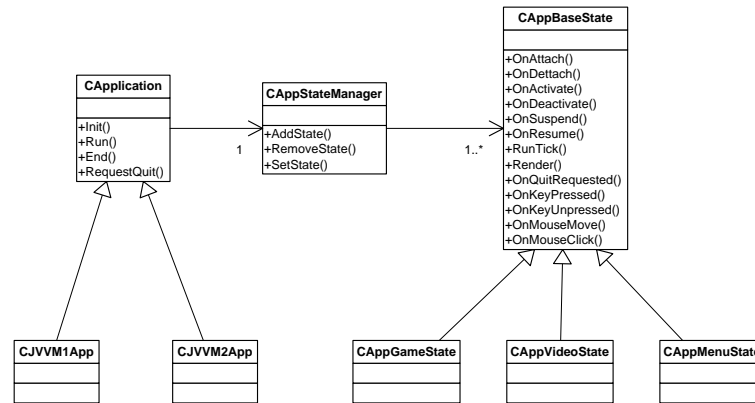 CApplication
+Init()
+Run()
+End()
+RequestQuit()
1
CAppStateManager
+AddState()
+RemoveState()
+SetState()
1..*
CAppBaseState
+OnAttach()
+OnDettach()
+OnActivate()
+OnDeactivate()
+OnSuspend()
+OnResume()
+RunTick()
+Render()
+OnQuitRequested()
+OnKeyPressed()
+OnKeyUnpressed()
+OnMouseMove()
+OnMouseClick()
CJVVM1App
CJVVM2App
CAppGameState
CAppVideoState
CAppMenuState